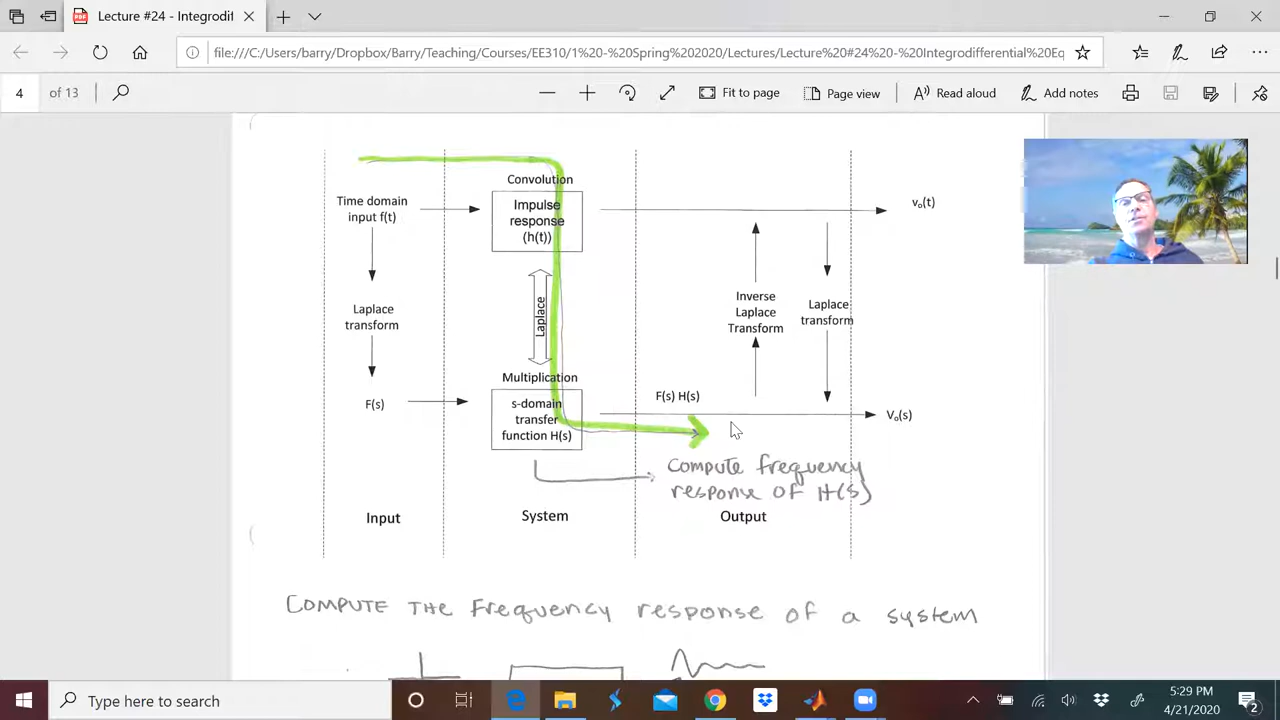 Lecture #24 - Integrodif
file:///C:/Users/barry/Dropbox/Barry/Teaching/Courses/EE310/1%20-%20Spring%202020/Lectures/Lecture%20#24%20-%20Integrodifferential%20Eq
4 of 13
Fit to page
Page view
Read aloud
Add notes
Convolution
Time domain
input f(t)
Impulse
response
(h(t))
vo(t)
Laplace
transform
Laplace
Inverse
Laplace
Transform
Laplace
transform
Multiplication
F(s)
s-domain
transfer
function H(s)
F(s) H(s)
Vo(s)
Compute frequency
response of H(s)
Input
System
Output
COMPUTE THE frequency response of a system
Type here to search
5:29 PM
4/21/2020
2